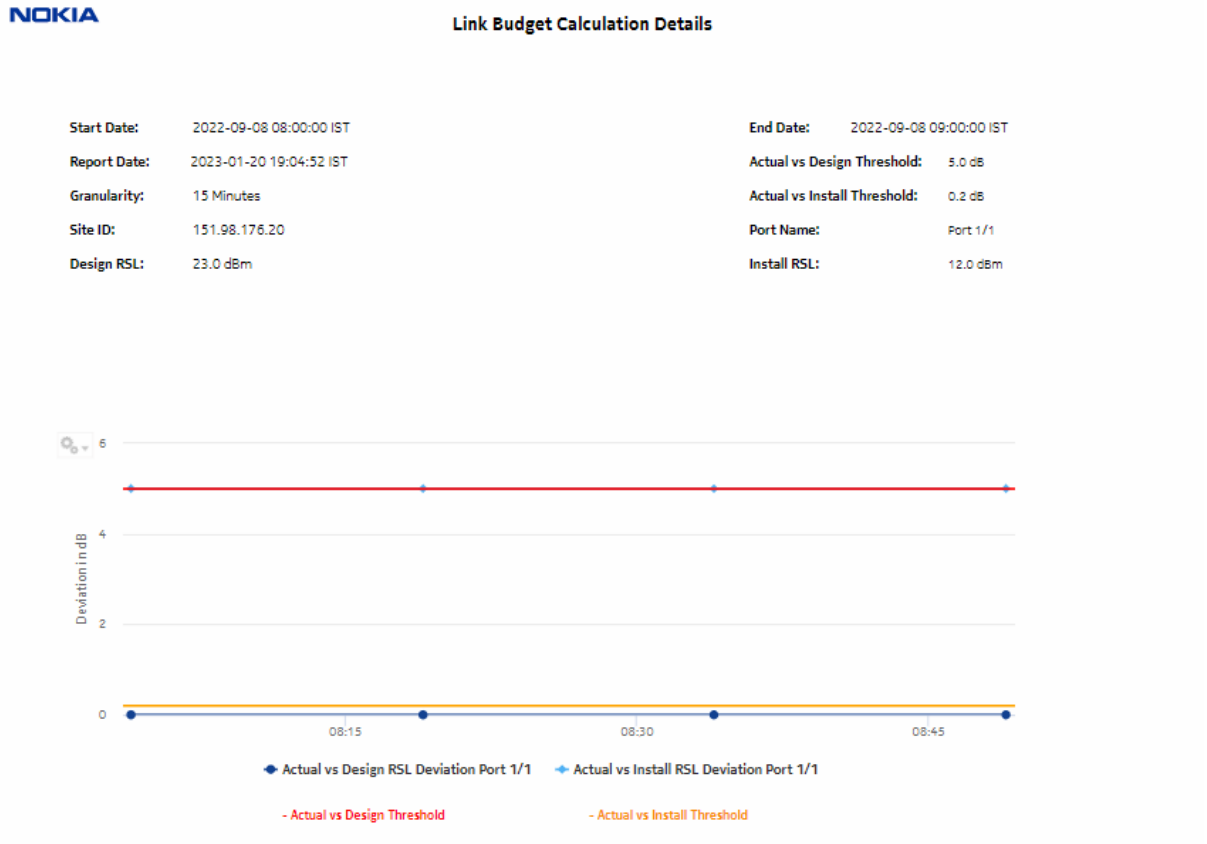 NOKIA
Link Budget Calculation Details
Start Date: 2022-09-08 08:00:00 IST End Date: 2022-09-08 09:00:00 IST
Report Date: 2023-01-20 19:04:52 IST Actual vs Design Threshold: 5.0 dB
Granularity: 15 Minutes Actual vs Install Threshold: 0.2 dB
Site ID: 151.98.176.20 Port Name: Port 1/1
Design RSL: 23.0 dBm Install RSL: 12.0 dBm
6
4
2
0
Deviation in dB
08:15 08:30 08:45
Actual vs Design RSL Deviation Port 1/1 Actual vs Install RSL Deviation Port 1/1
- Actual vs Design Threshold - Actual vs Install Threshold